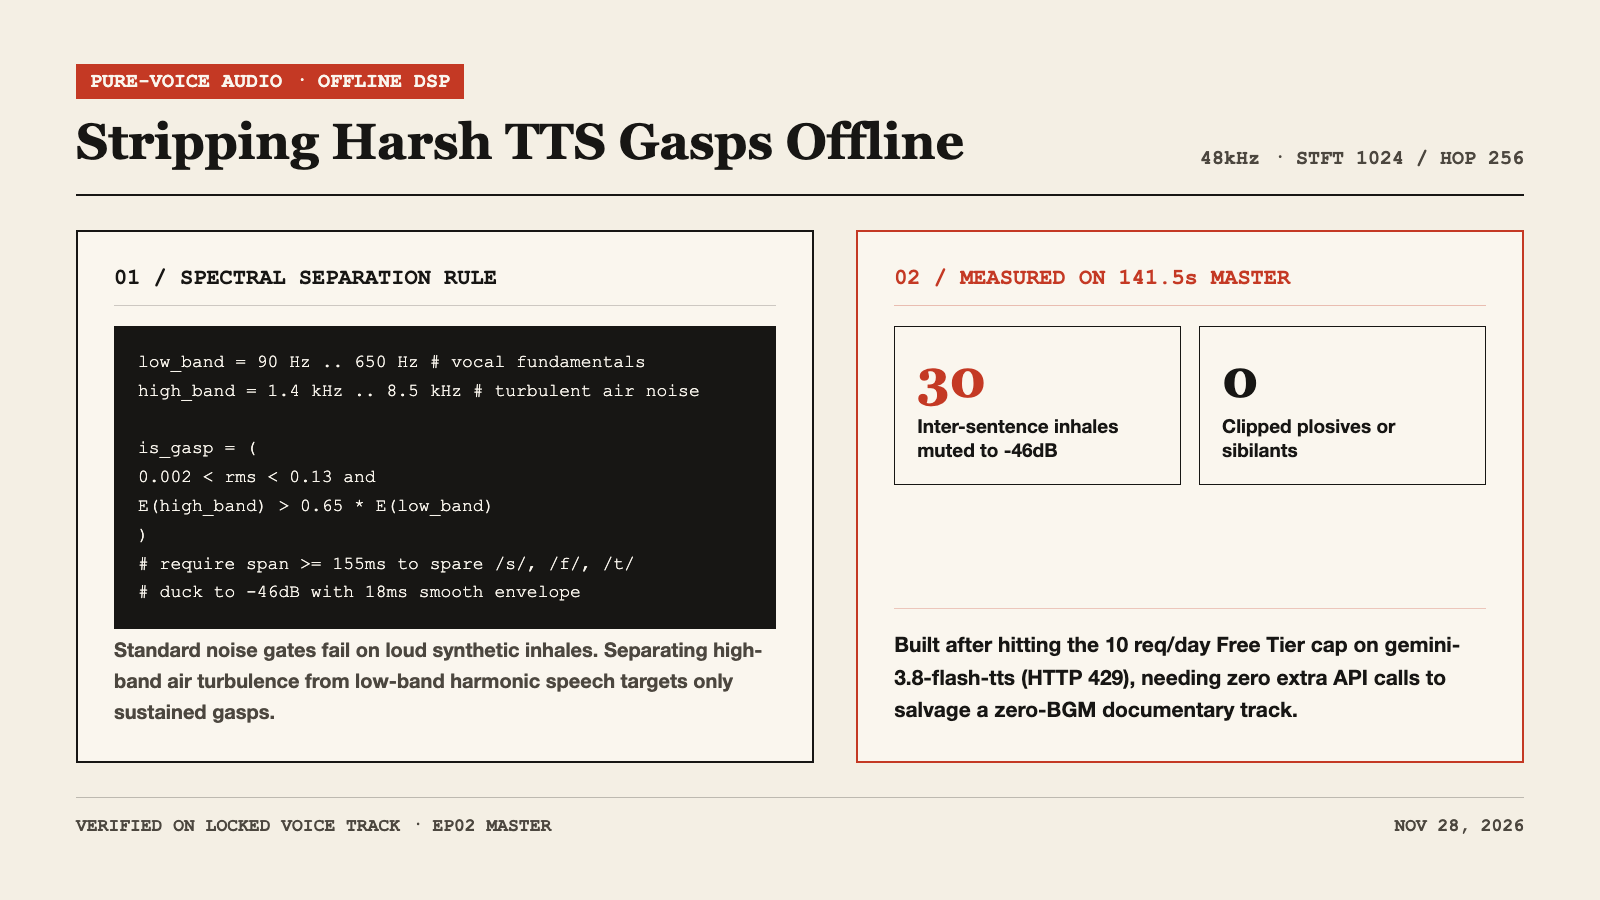 PURE-VOICE AUDIO · OFFLINE DSP
Stripping Harsh TTS Gasps Offline
48kHz · STFT 1024 / HOP 256
01 / SPECTRAL SEPARATION RULE
low_band = 90 Hz .. 650 Hz # vocal fundamentals
high_band = 1.4 kHz .. 8.5 kHz # turbulent air noise
is_gasp = (
0.002 < rms < 0.13 and
E(high_band) > 0.65 * E(low_band)
)
# require span >= 155ms to spare /s/, /f/, /t/
# duck to -46dB with 18ms smooth envelope
Standard noise gates fail on loud synthetic inhales. Separating high-
band air turbulence from low-band harmonic speech targets only
sustained gasps.
02 / MEASURED ON 141.5s MASTER
30
Inter-sentence inhales
muted to -46dB
0
Clipped plosives or
sibilants
Built after hitting the 10 req/day Free Tier cap on gemini-
3.8-flash-tts (HTTP 429), needing zero extra API calls to
salvage a zero-BGM documentary track.
VERIFIED ON LOCKED VOICE TRACK · EP02 MASTER
NOV 28, 2026